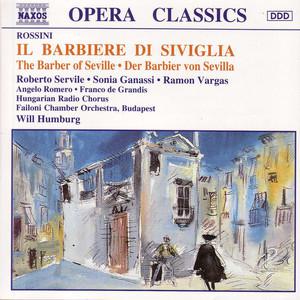 NAXOS
OPERA CLASSICS
DDD
ROSSINI
IL BARBIERE DI SIVIGLIA
The Barber of Seville • Der Barbier von Sevilla
Roberto Servile • Sonia Ganassi • Ramon Vargas
Angelo Romero • Franco de Grandis
Hungarian Radio Chorus
Failoni Chamber Orchestra, Budapest
Will Humburg